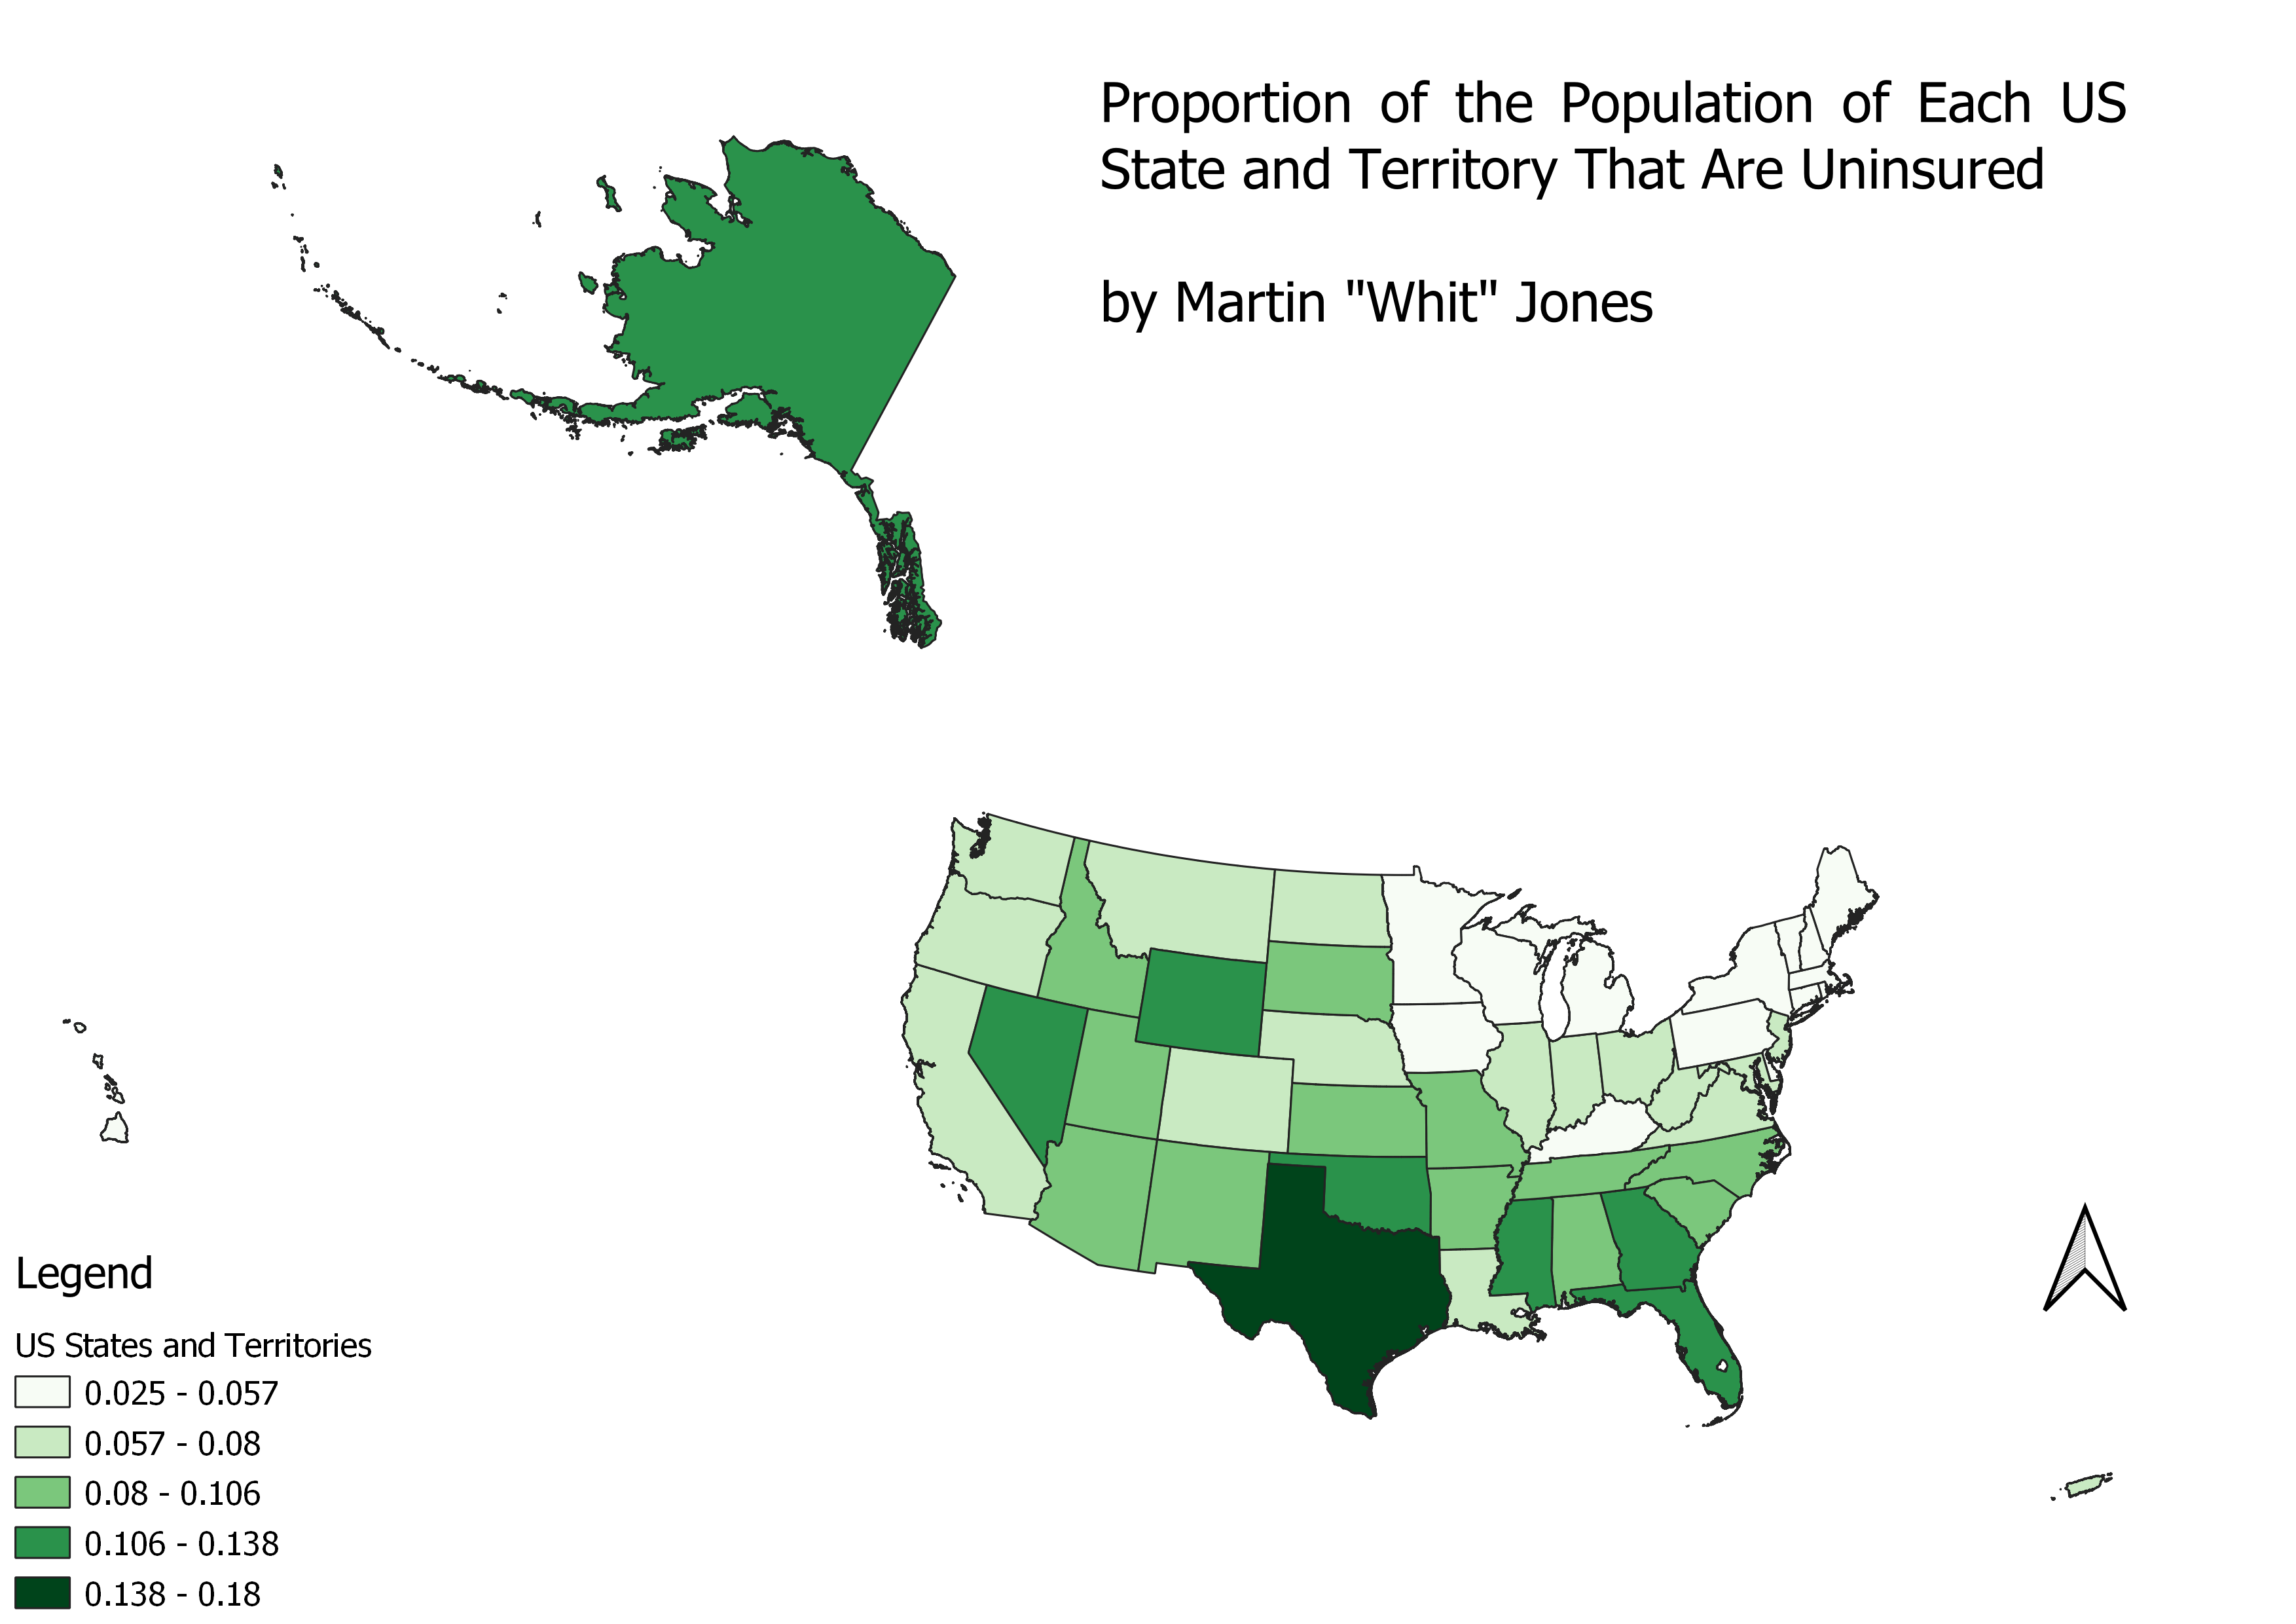 Proportion of the Population of Each US
State and Territory That Are Uninsured
by Martin "Whit" Jones
Legend
US States and Territories
0.025 - 0.057
0.057 - 0.08
0.08 - 0.106
0.106 - 0.138
0.138 - 0.18